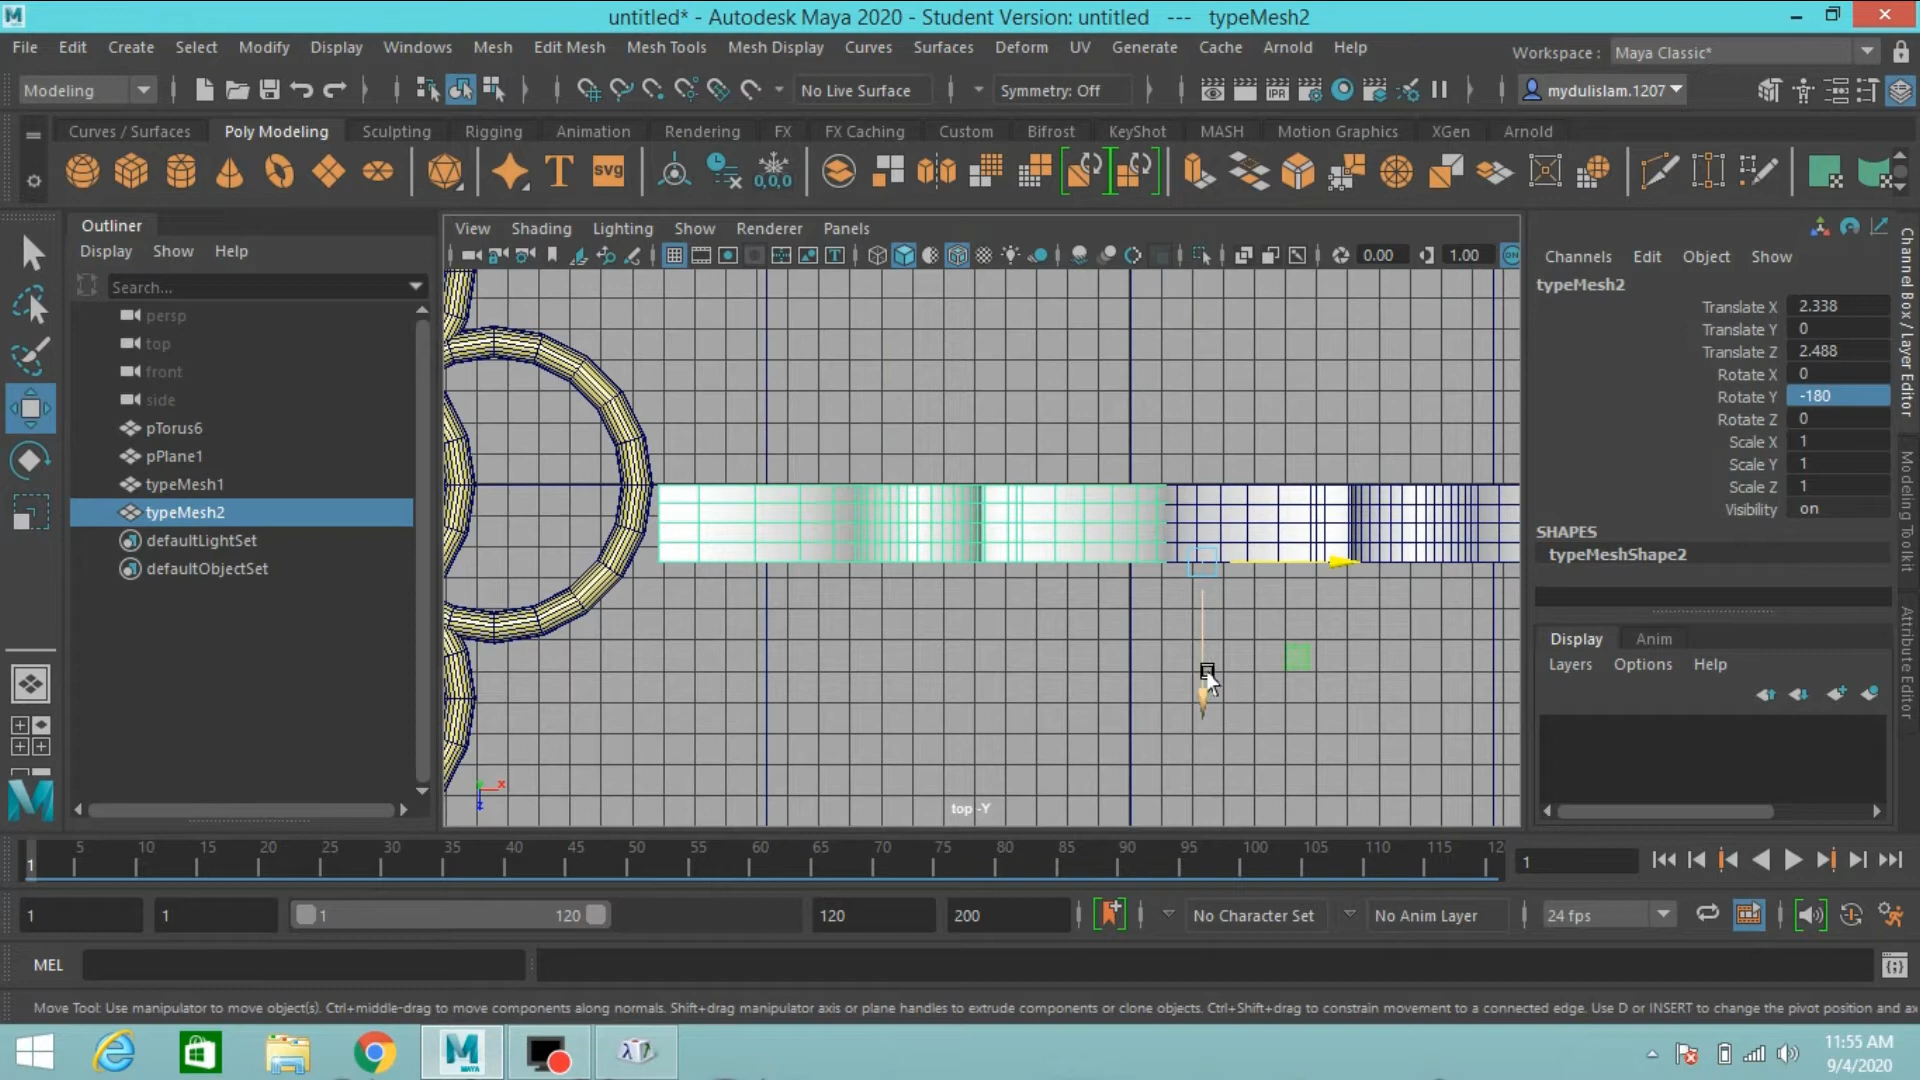 untitled* - Autodesk Maya 2020 - Student Version: untitled --- typeMesh2
File Edit Create Select Modify Display Windows Mesh Edit Mesh Mesh Tools Mesh Display Curves Surfaces Deform UV Generate Cache Arnold Help
Workspace : Maya Classic*
Modeling No Live Surface Symmetry: Off IPR mydulislam.1207
Curves / Surfaces Poly Modeling Sculpting Rigging Animation Rendering FX FX Caching Custom Bifrost KeyShot MASH Motion Graphics XGen Arnold
T svg 0,0,0
Outliner
Display Show Help
Search...
persp
top
front
side
pTorus6
pPlane1
typeMesh1
typeMesh2
defaultLightSet
defaultObjectSet
View Shading Lighting Show Renderer Panels
0.00 1.00 ON
x
z
top -Y
Channels Edit Object Show
typeMesh2
Translate X 2.338
Translate Y 0
Translate Z 2.488
Rotate X 0
Rotate Y -180
Rotate Z 0
Scale X 1
Scale Y 1
Scale Z 1
Visibility on
SHAPES
typeMeshShape2
Display Anim
Layers Options Help
Channel Box / Layer Editor
Modeling Toolkit
Attribute Editor
5 10 15 20 25 30 35 40 45 50 55 60 65 70 75 80 85 90 95 100 105 110 115 12
1 1
1 1 1 120 120 200 No Character Set No Anim Layer 24 fps
MEL
Move Tool: Use manipulator to move object(s). Ctrl+middle-drag to move components along normals. Shift+drag manipulator axis or plane handles to extrude components or clone objects. Ctrl+Shift+drag to constrain movement to a connected edge. Use D or INSERT to change the pivot position and ax
MAYA
11:55 AM
9/4/2020